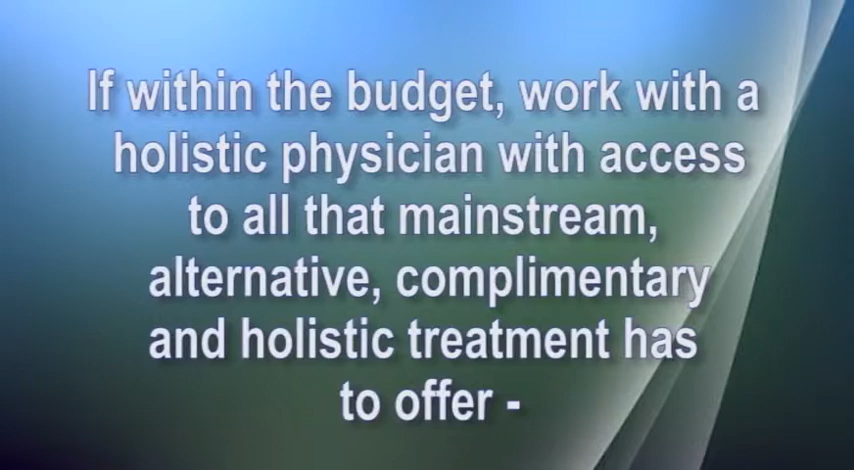 If within the budget, work with a
holistic physician with access
to all that mainstream,
alternative, complimentary
and holistic treatment has
to offer -